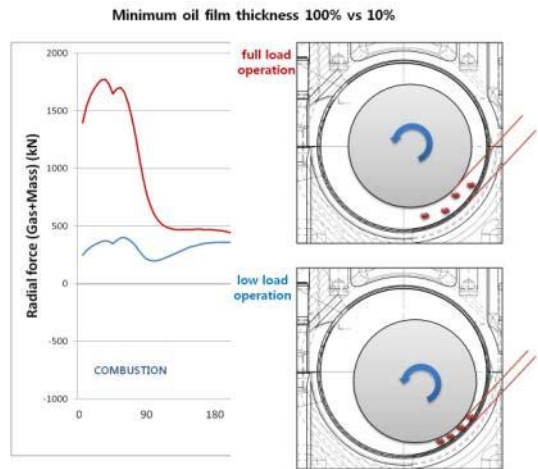 Minimum oil film thickness 100% vs 10%
Radial force (Gas+Mass) (kN)
2000
1500
1000
500
0
-500
-1000
COMBUSTION
0 90 180
full load
operation
low load
operation